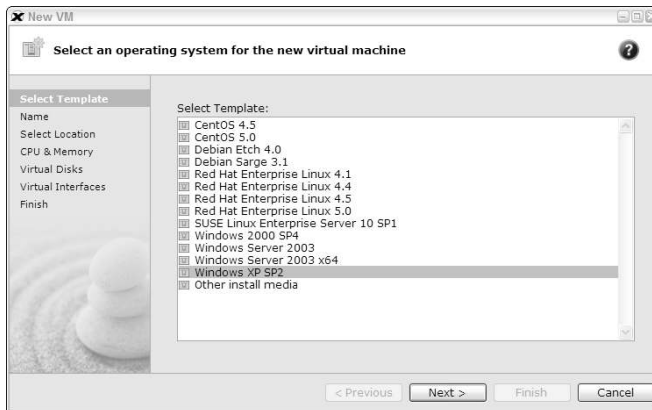 New VM
Select an operating system for the new virtual machine
Select Template
Name
Select Location
CPU & Memory
Virtual Disks
Virtual Interfaces
Finish
Select Template:
CentOS 4.5
CentOS 5.0
Debian Etch 4.0
Debian Sarge 3.1
Red Hat Enterprise Linux 4.1
Red Hat Enterprise Linux 4.4
Red Hat Enterprise Linux 4.5
Red Hat Enterprise Linux 5.0
SUSE Linux Enterprise Server 10 SP1
Windows 2000 SP4
Windows Server 2003
Windows Server 2003 x64
Windows XP SP2
Other install media
< Previous Next > Finish Cancel